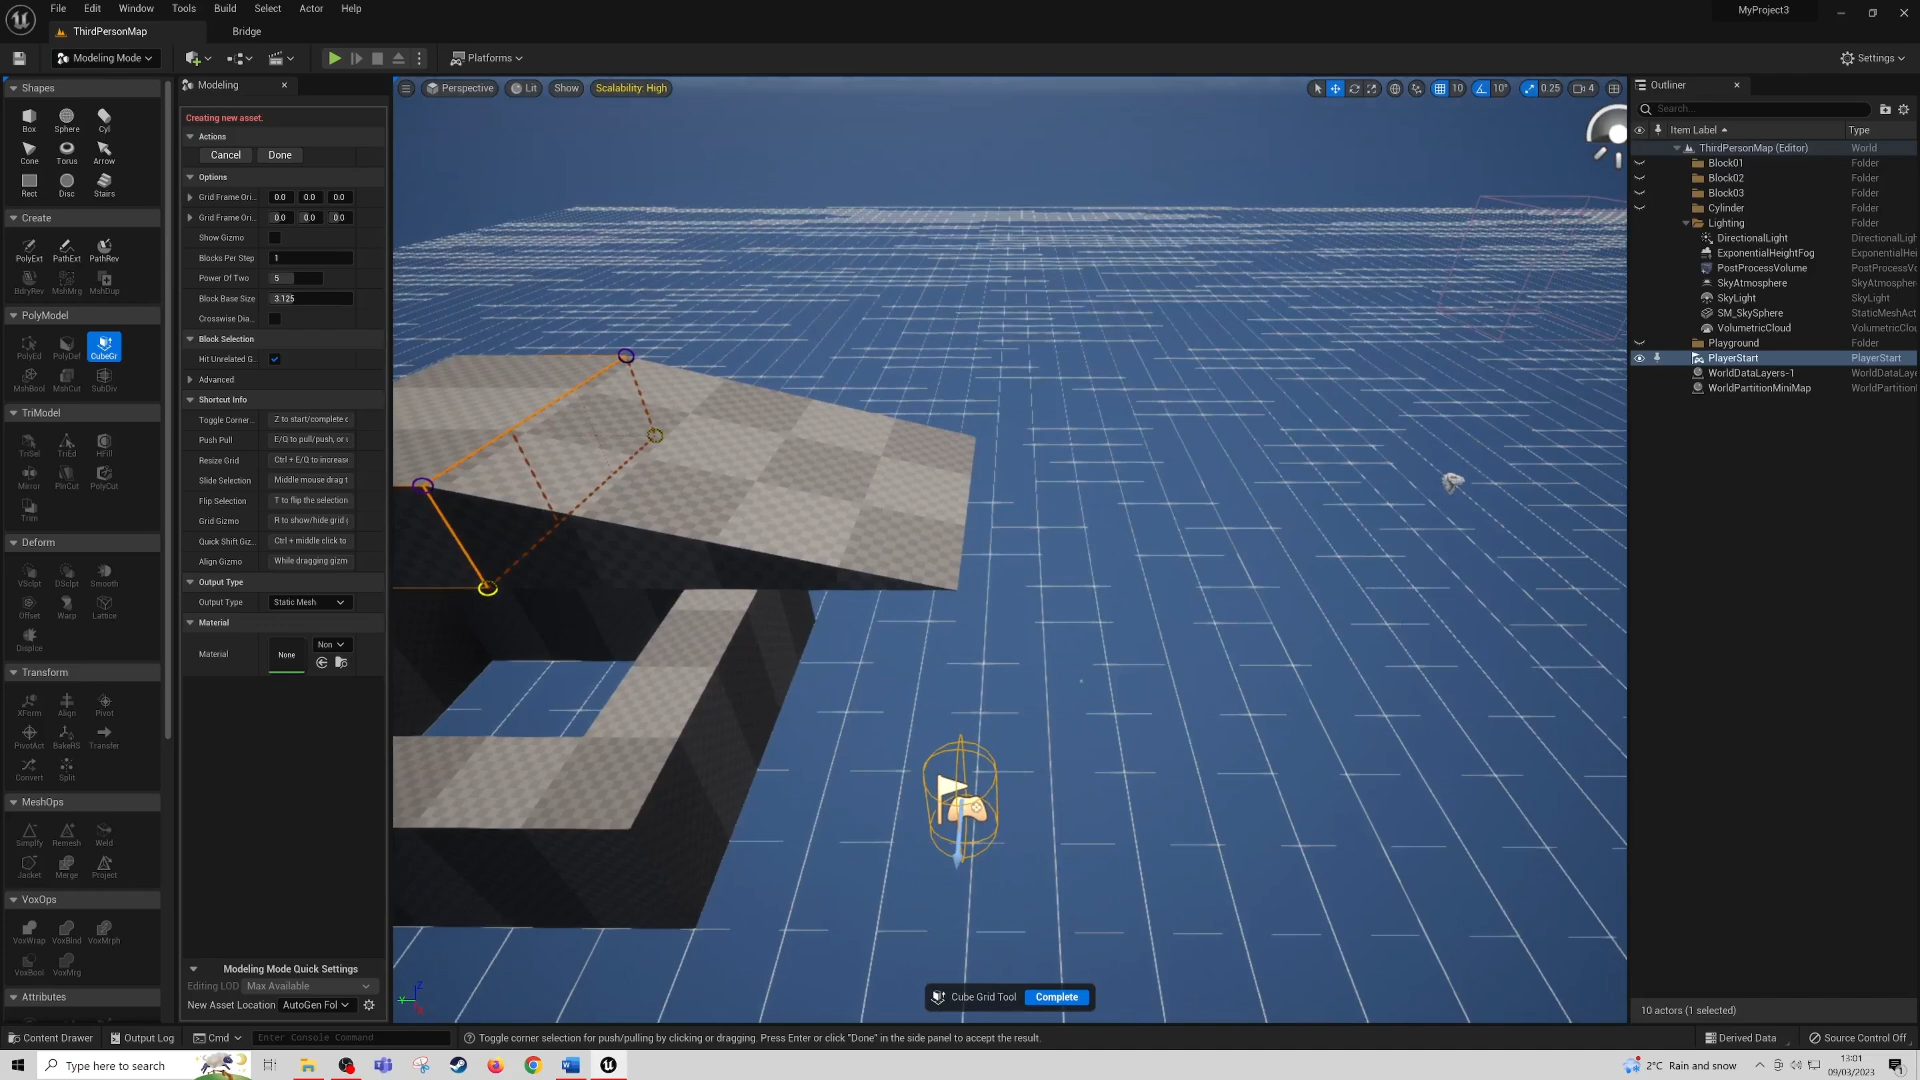 File Edit Window Tools Build Select Actor Help
MyProject3
ThirdPersonMap
Bridge
Modeling Mode
Platforms
Settings
Shapes
Box Sphere Cyl
Cone Torus Arrow
Rect Disc Stairs
Create
PolyExt PathExt PathRev
BdryRev MshMrg MshDup
PolyModel
PolyEd PolyDef CubeGr
MshBool MshCut SubDiv
TriModel
TriSel TriEd HFill
Mirror PlnCut PolyCut
Trim
Deform
VSclpt DSclpt Smooth
Offset Warp Lattice
Displce
Transform
XForm Align Pivot
PivotAct BakeRS Transfer
Convert Split
MeshOps
Simplfy Remesh Weld
Jacket Merge Project
VoxOps
VoxWrap VoxBlnd VoxMrph
VoxBool VoxMrg
Attributes
Modeling
Creating new asset.
Actions
Cancel Done
Options
Grid Frame Ori... 0.0 0.0 0.0
Grid Frame Ori... 0.0 0.0 0.0
Show Gizmo
Blocks Per Step 1
Power Of Two 5
Block Base Size 3.125
Crosswise Dia...
Block Selection
Hit Unrelated G...
Advanced
Shortcut Info
Toggle Corner... Z to start/complete c
Push Pull E/Q to pull/push, or
Resize Grid Ctrl + E/Q to increase
Slide Selection Middle mouse drag t
Flip Selection T to flip the selection
Grid Gizmo R to show/hide grid
Quick Shift Giz... Ctrl + middle click to
Align Gizmo While dragging gizm
Output Type
Output Type Static Mesh
Material
Material None Non
Modeling Mode Quick Settings
Editing LOD Max Available
New Asset Location AutoGen Fol
Perspective Lit Show Scalability: High
10 10° 0.25 4
Cube Grid Tool Complete
Outliner
Search...
Item Label Type
ThirdPersonMap (Editor) World
Block01 Folder
Block02 Folder
Block03 Folder
Cylinder Folder
Lighting Folder
DirectionalLight DirectionalLigh
ExponentialHeightFog ExponentialHei
PostProcessVolume PostProcessVo
SkyAtmosphere SkyAtmospher
SkyLight SkyLight
SM_SkySphere StaticMeshAct
VolumetricCloud VolumetricClou
Playground Folder
PlayerStart PlayerStart
WorldDataLayers-1 WorldDataLaye
WorldPartitionMiniMap WorldPartition
10 actors (1 selected)
Content Drawer Output Log Cmd Enter Console Command
Toggle corner selection for push/pulling by clicking or dragging. Press Enter or click "Done" in the side panel to accept the result.
Derived Data Source Control Off
Type here to search
2°C Rain and snow
13:01
09/03/2023